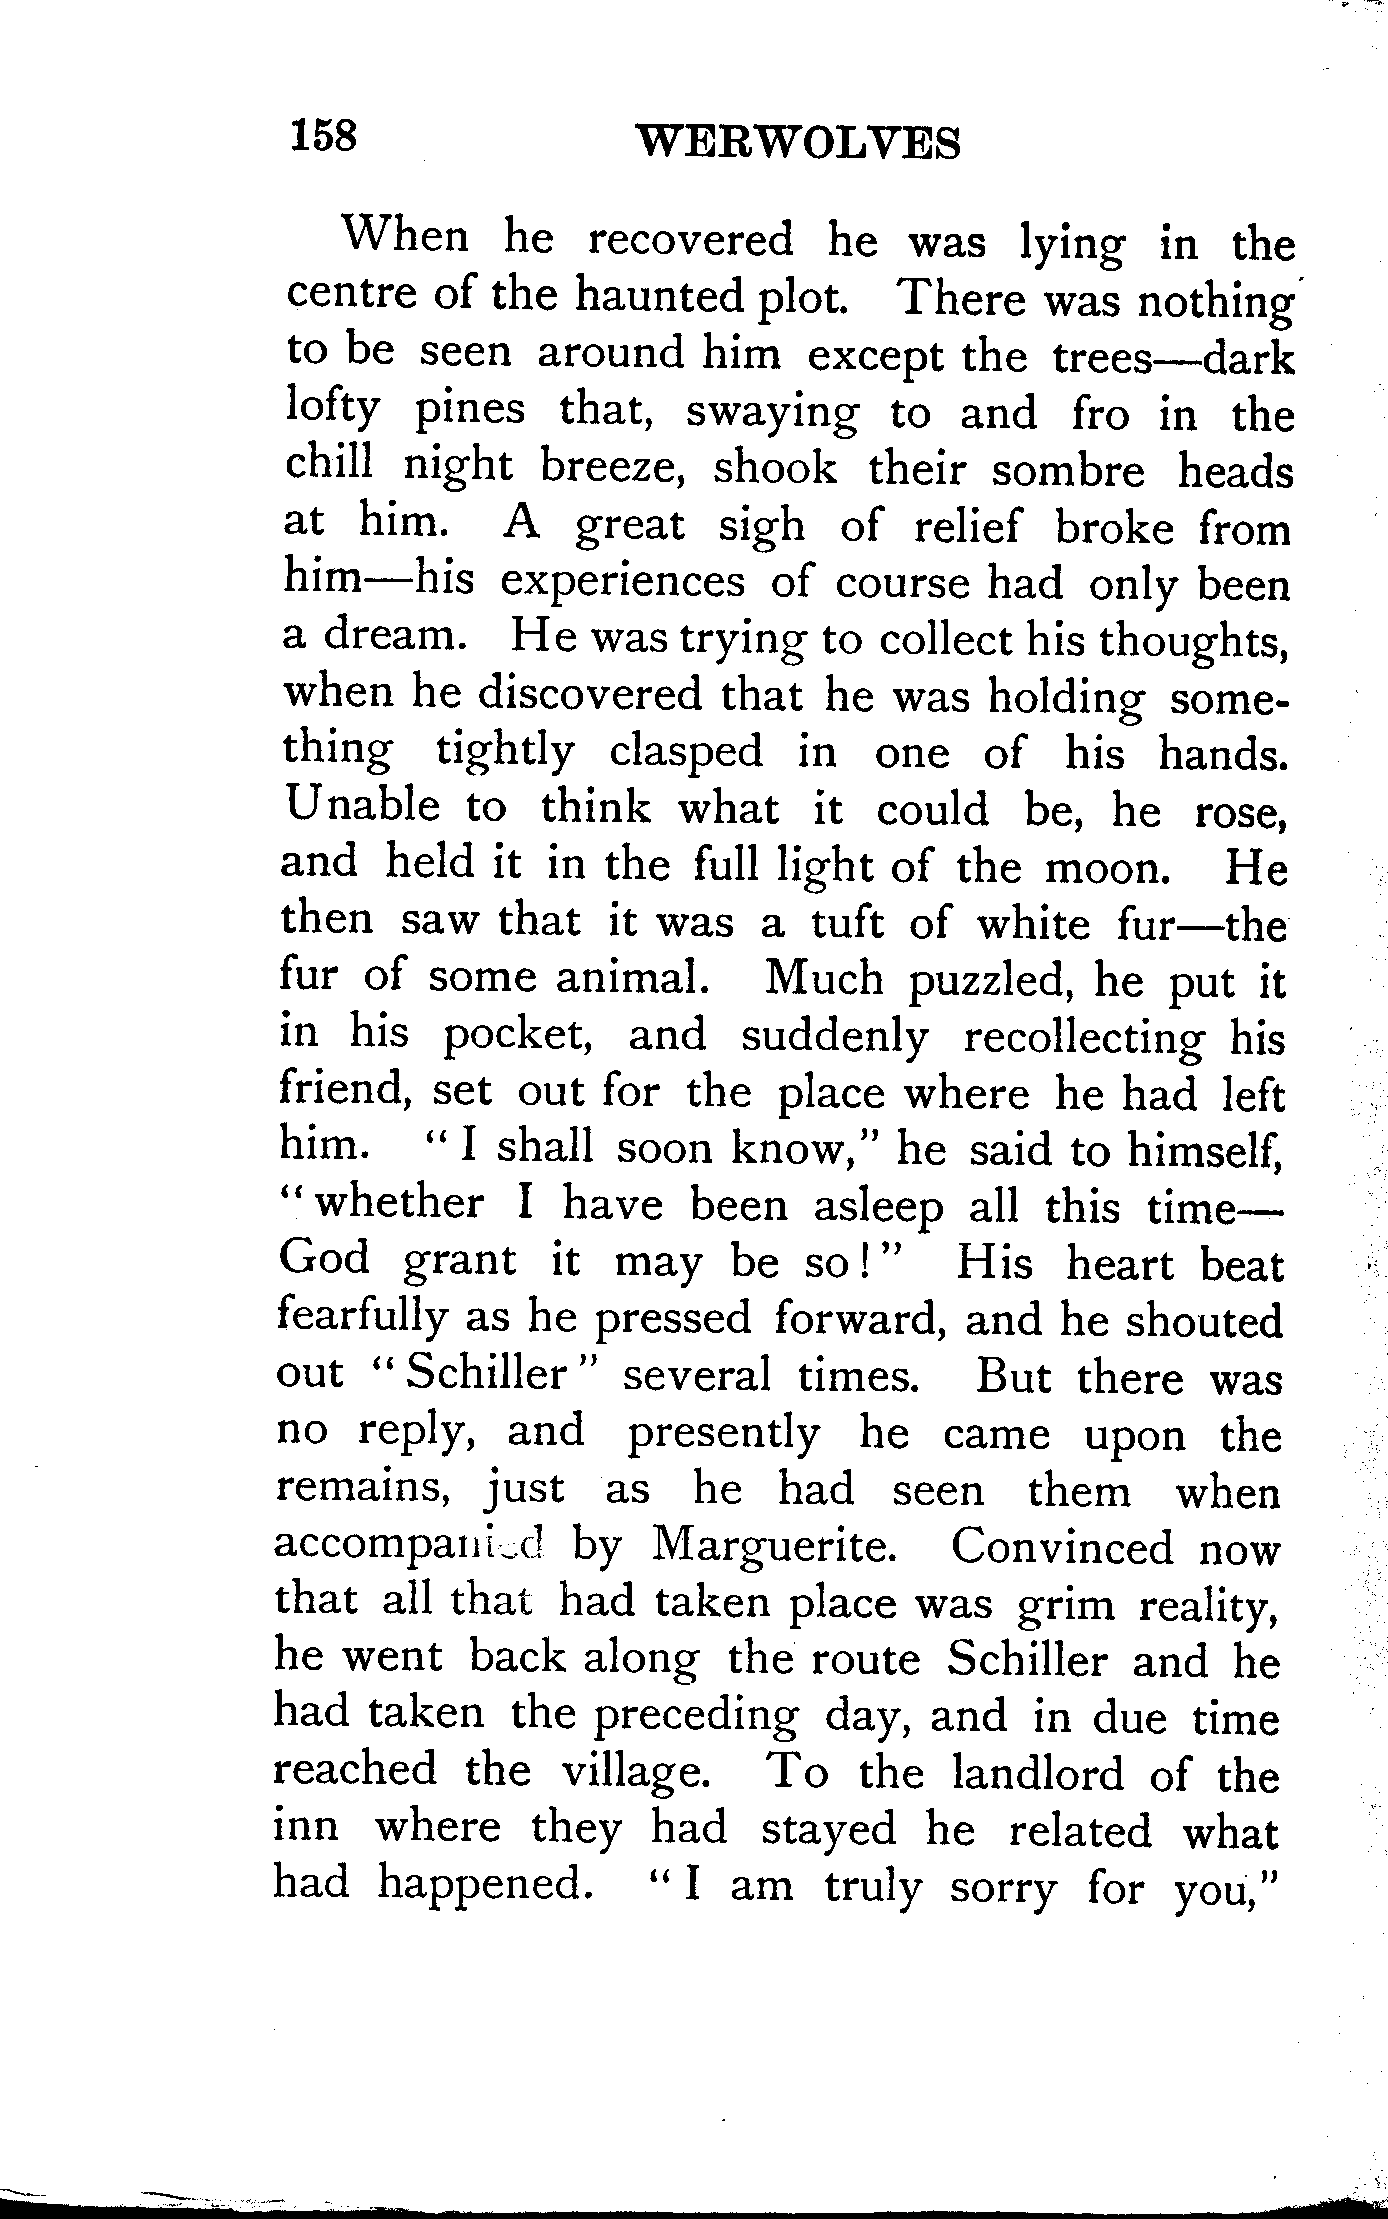 158 WERWOLVES
When he recovered he was lying in the
centre of the haunted plot. There was nothing
to be seen around him except the trees—dark
lofty pines that, swaying to and fro in the
chill night breeze, shook their sombre heads
at him. A great sigh of relief broke from
him—his experiences of course had only been
a dream. He was trying to collect his thoughts,
when he discovered that he was holding some-
thing tightly clasped in one of his hands.
Unable to think what it could be, he rose,
and held it in the full light of the moon. He
then saw that it was a tuft of white fur—the
fur of some animal. Much puzzled, he put it
in his pocket, and suddenly recollecting his
friend, set out for the place where he had left
him. “ I shall soon know,” he said to himself,
“ whether I have been asleep all this time—
God grant it may be so ! ” His heart beat
fearfully as he pressed forward, and he shouted
out “ Schiller ” several times. But there was
no reply, and presently he came upon the
remains, just as he had seen them when
accompanied by Marguerite. Convinced now
that all that had taken place was grim reality,
he went back along the route Schiller and he
had taken the preceding day, and in due time
reached the village. To the landlord of the
inn where they had stayed he related what
had happened. “ I am truly sorry for you,”